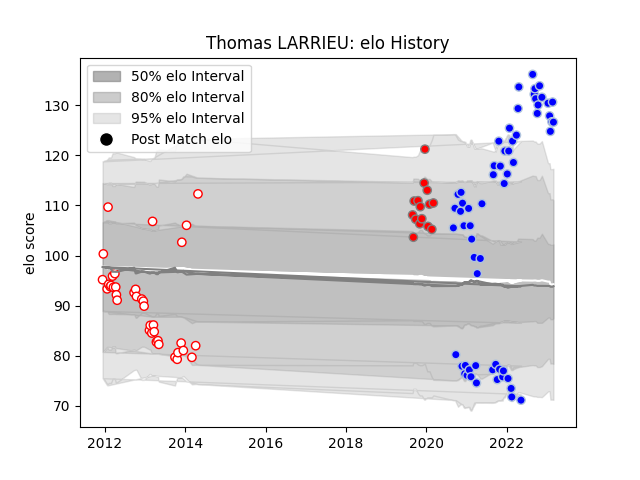 Thomas LARRIEU: elo History
50% elo Interval
80% elo Interval
95% elo Interval
Post Match elo
elo score
130
120
110
100
90
80
70
2012
2014
2016
2018
2020
2022